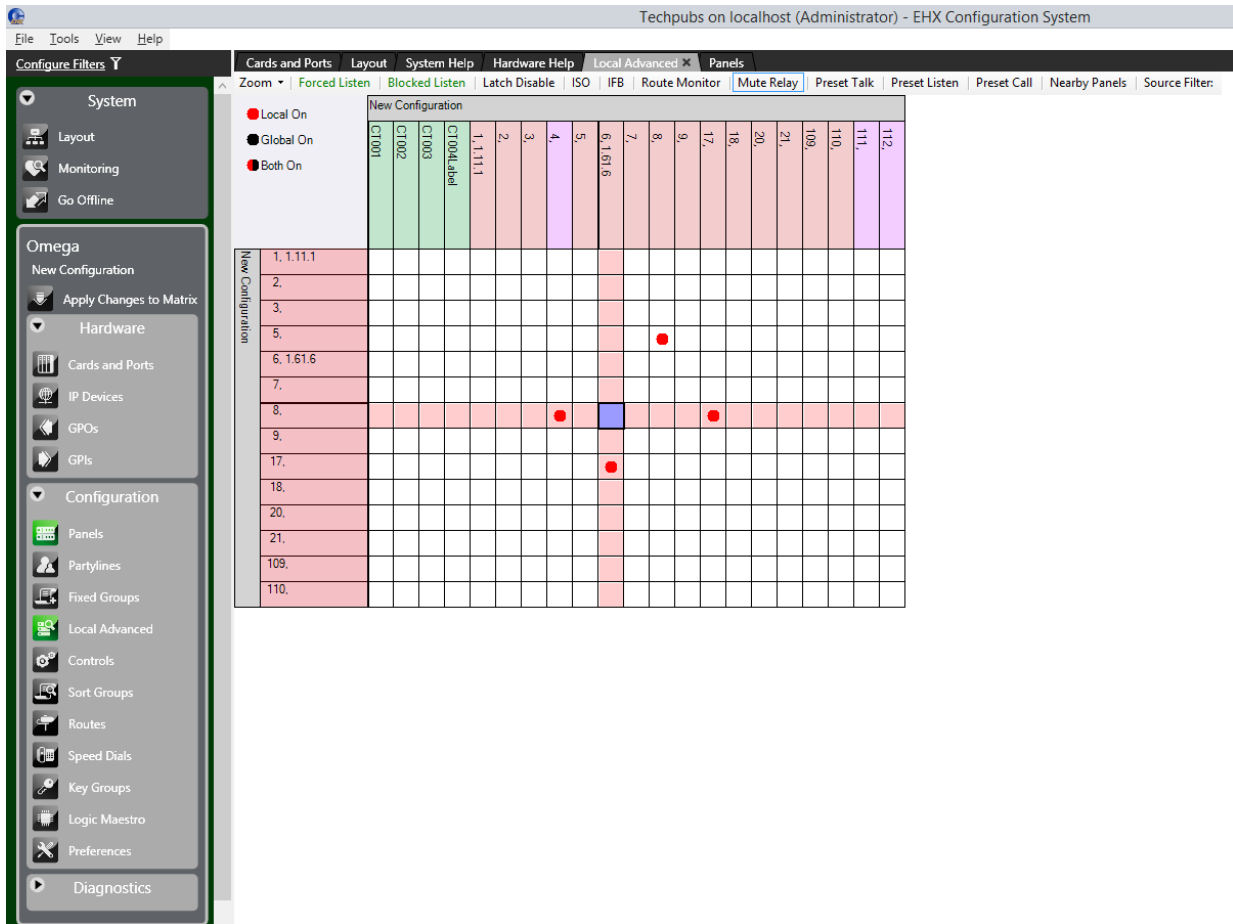 Techpubs on localhost (Administrator) - EHX Configuration System
File Tools View Help
Configure Filters
Cards and Ports Layout System Help Hardware Help Local Advanced Panels
Zoom Forced Listen Blocked Listen Latch Disable ISO IFB Route Monitor Mute Relay Preset Talk Preset Listen Preset Call Nearby Panels Source Filter:
System
Layout
Monitoring
Go Offline
Omega
New Configuration
Apply Changes to Matrix
Hardware
Cards and Ports
IP Devices
GPOs
GPIs
Configuration
Panels
Partylines
Fixed Groups
Local Advanced
Controls
Sort Groups
Routes
Speed Dials
Key Groups
Logic Maestro
Preferences
Diagnostics
Local On
Global On
Both On
New Configuration
CT001
CT002
CT003
CT004Label
1, 1.11.1
2,
3,
4,
5,
6, 1.61.6
7,
8,
9,
17,
18,
20,
21,
109,
110,
111,
112,
New Configuration
1, 1.11.1
2,
3,
5,
6, 1.61.6
7,
8,
9,
17,
18,
20,
21,
109,
110,